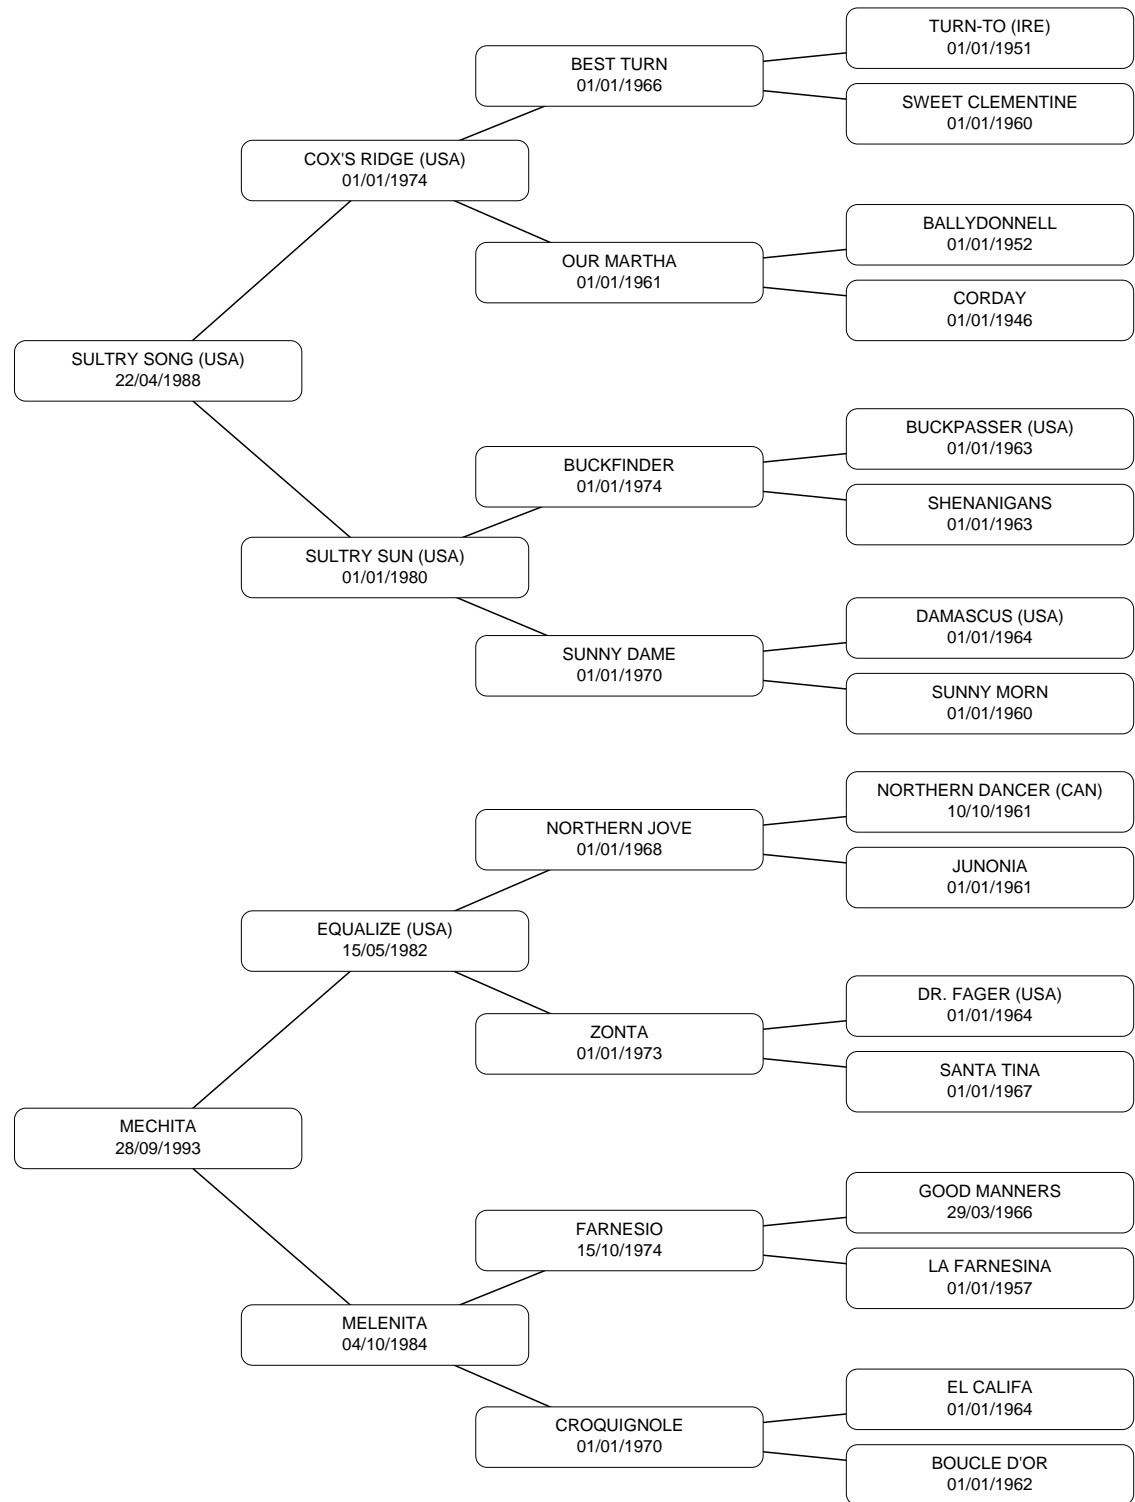 TURN-TO (IRE)
01/01/1951
BEST TURN
01/01/1966
SWEET CLEMENTINE
01/01/1960
COX'S RIDGE (USA)
01/01/1974
BALLYDONNELL
01/01/1952
OUR MARTHA
01/01/1961
CORDAY
01/01/1946
SULTRY SONG (USA)
22/04/1988
BUCKPASSER (USA)
01/01/1963
BUCKFINDER
01/01/1974
SHENANIGANS
01/01/1963
SULTRY SUN (USA)
01/01/1980
DAMASCUS (USA)
01/01/1964
SUNNY DAME
01/01/1970
SUNNY MORN
01/01/1960
NORTHERN DANCER (CAN)
10/10/1961
NORTHERN JOVE
01/01/1968
JUNONIA
01/01/1961
EQUALIZE (USA)
15/05/1982
DR. FAGER (USA)
01/01/1964
ZONTA
01/01/1973
SANTA TINA
01/01/1967
MECHITA
28/09/1993
GOOD MANNERS
29/03/1966
FARNESIO
15/10/1974
LA FARNESINA
01/01/1957
MELENITA
04/10/1984
EL CALIFA
01/01/1964
CROQUIGNOLE
01/01/1970
BOUCLE D'OR
01/01/1962